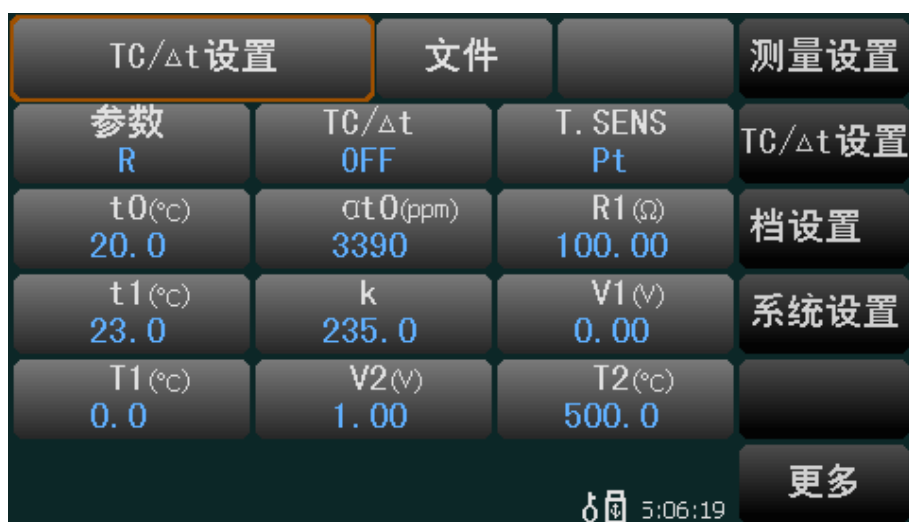 TC/△t设置 文件 测量设置
参数 TC/△t T.SENS TC/△t设置
R OFF Pt
t0(℃) αt0(ppm) R1(Ω) 档设置
20.0 3390 100.00
t1(℃) k V1(V) 系统设置
23.0 235.0 0.00
T1(℃) V2(V) T2(℃)
0.0 1.00 500.0
更多
5:06:19